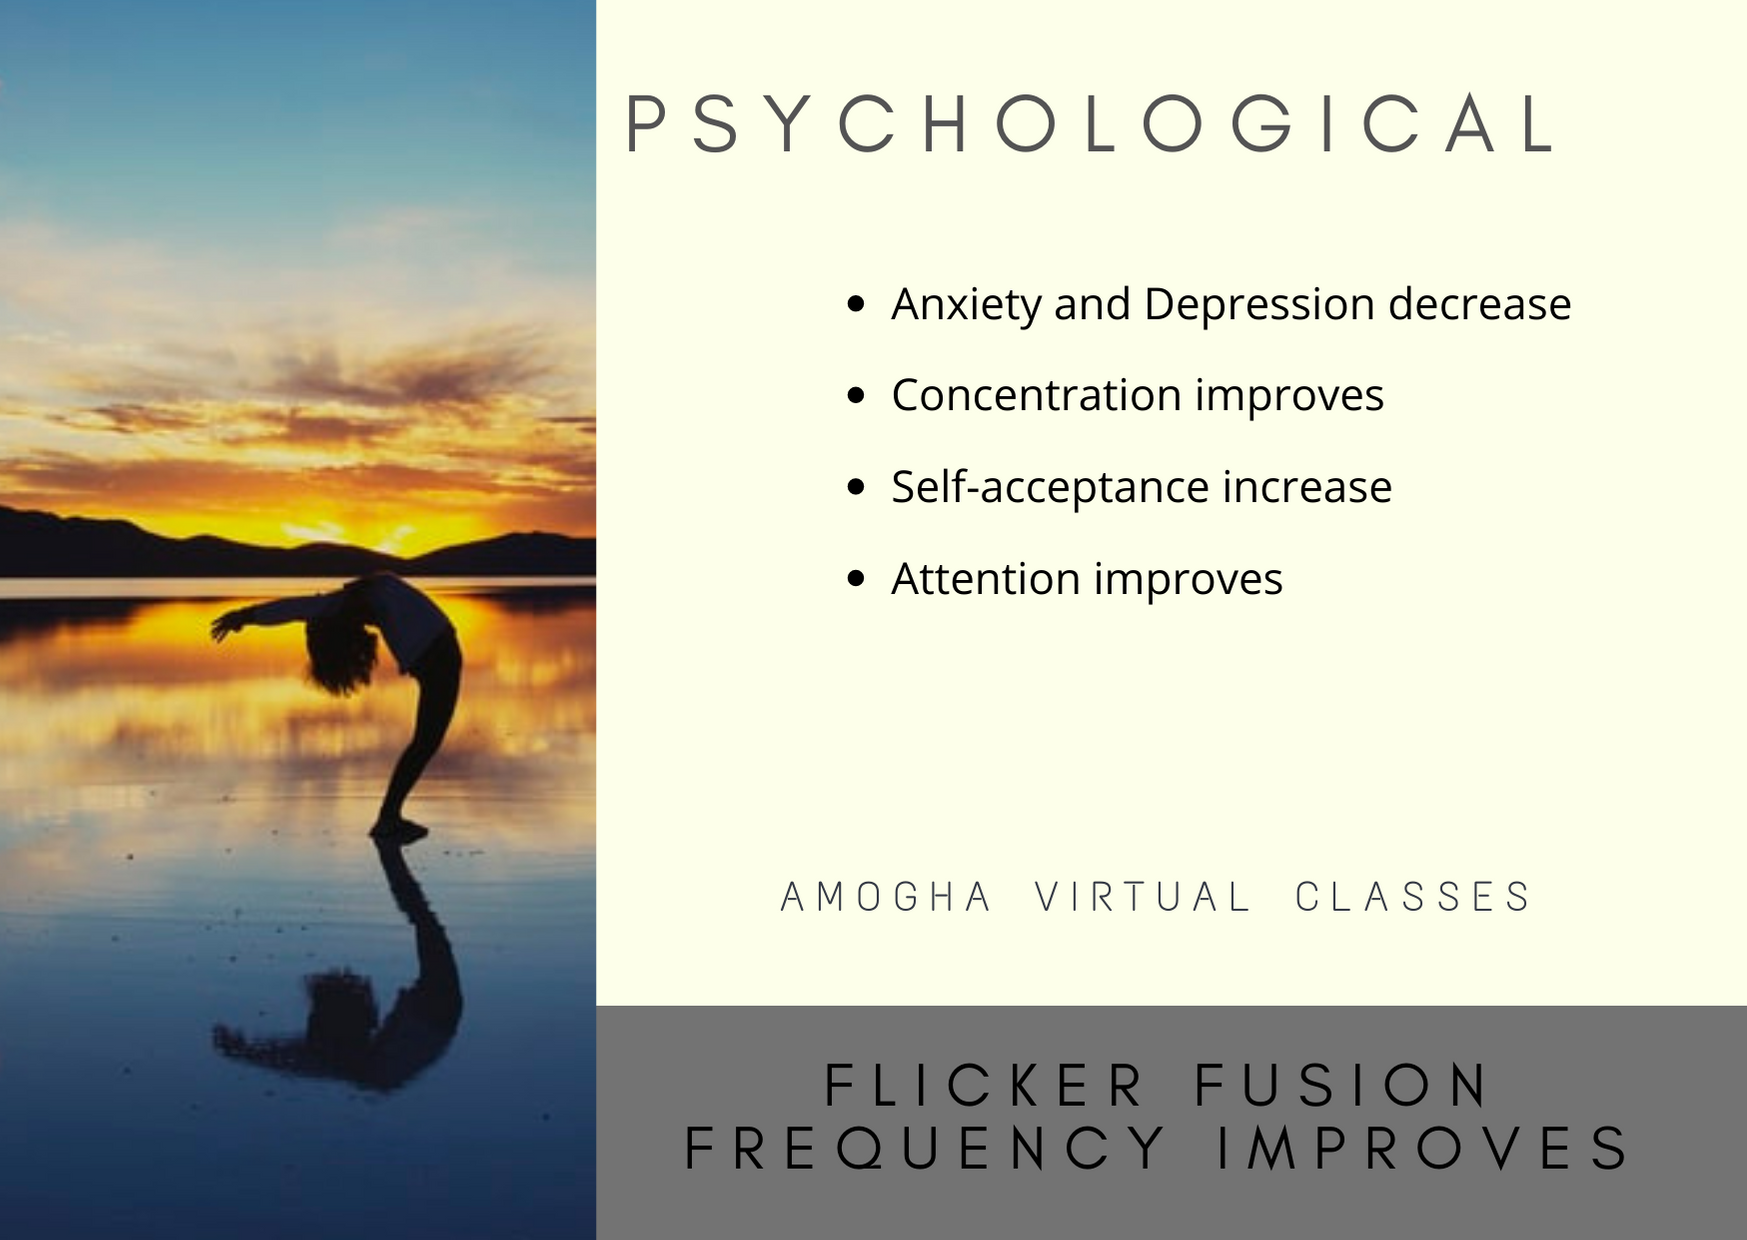 PSYCHOLOGICAL
• Anxiety and Depression decrease
• Concentration improves
• Self-acceptance increase
• Attention improves
AMOGHA VIRTUAL CLASSES
FLICKER FUSION
FREQUENCY IMPROVES